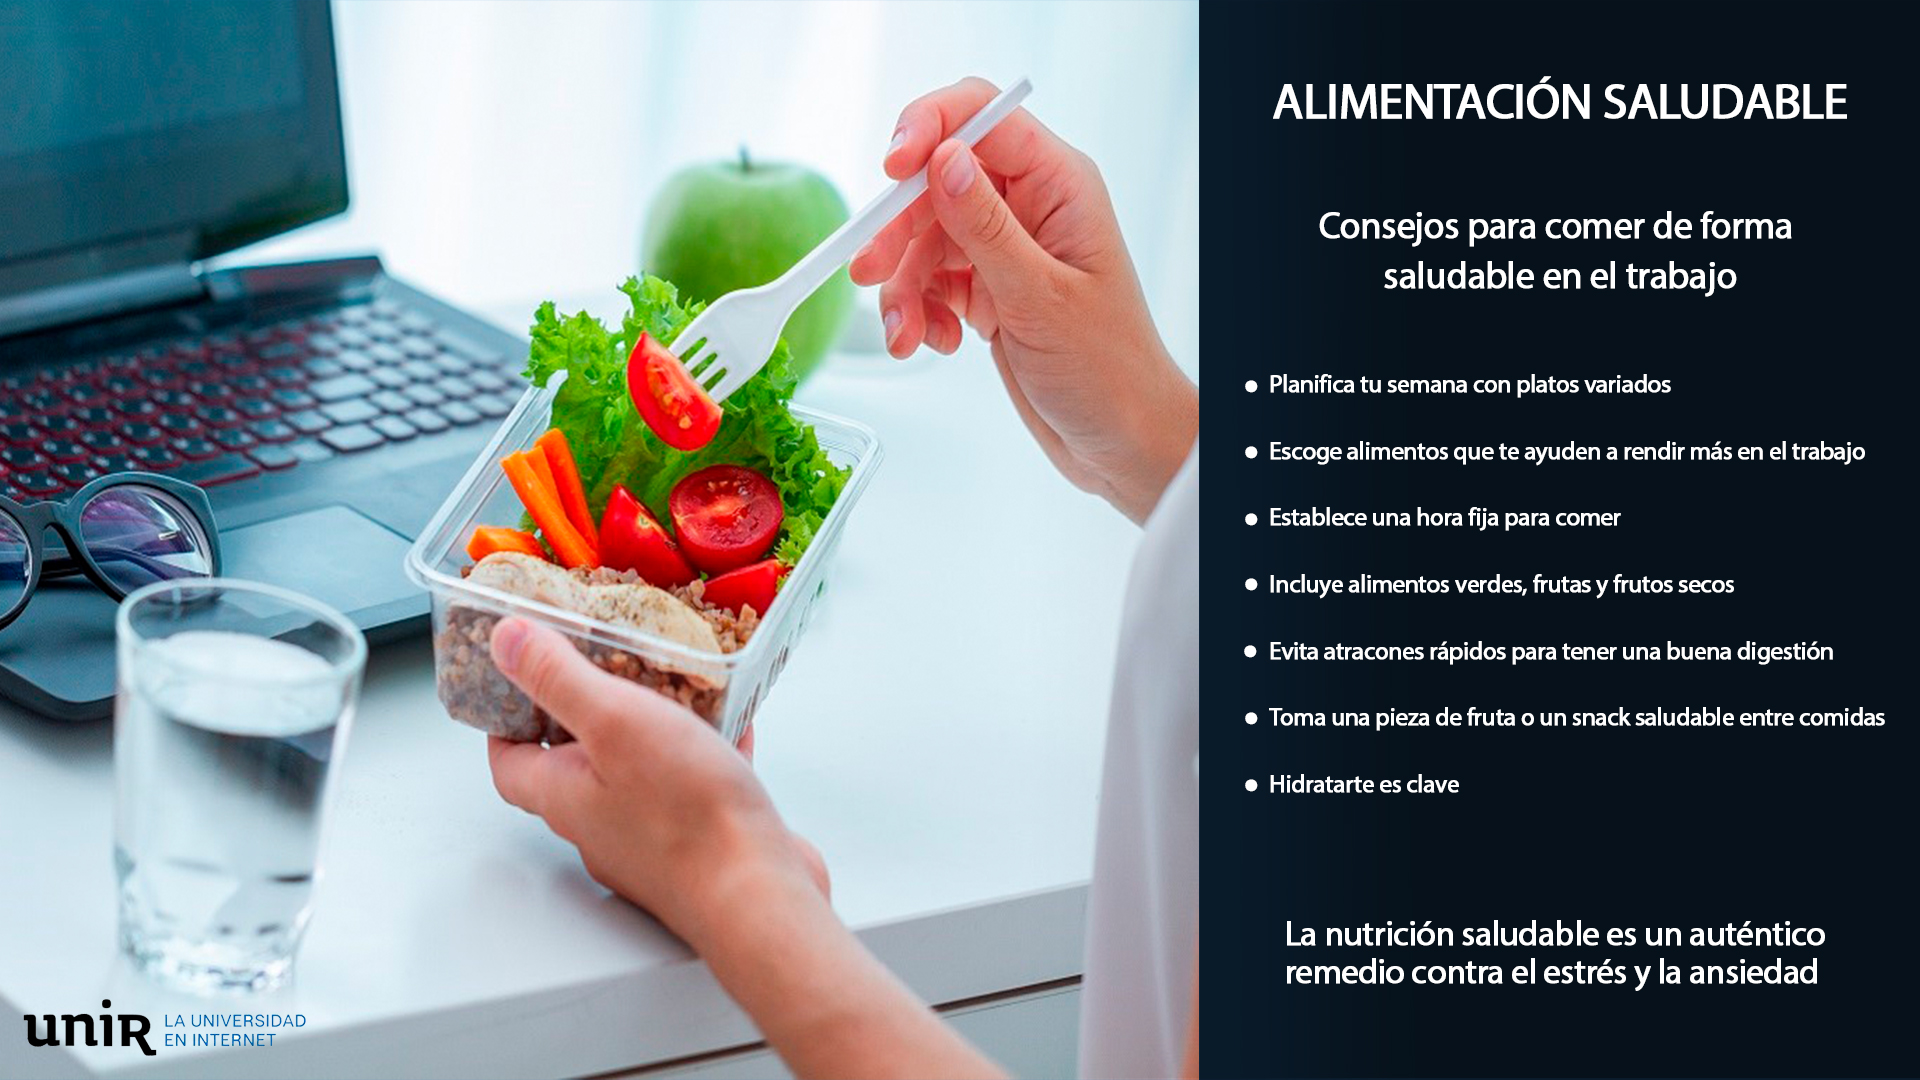 ALIMENTACIÓN SALUDABLE
Consejos para comer de forma
saludable en el trabajo
● Planifica tu semana con platos variados
● Escoge alimentos que te ayuden a rendir más en el trabajo
● Establece una hora fija para comer
● Incluye alimentos verdes, frutas y frutos secos
● Evita atracones rápidos para tener una buena digestión
● Toma una pieza de fruta o un snack saludable entre comidas
● Hidratarte es clave
La nutrición saludable es un auténtico
remedio contra el estrés y la ansiedad
uniR
LA UNIVERSIDAD
EN INTERNET